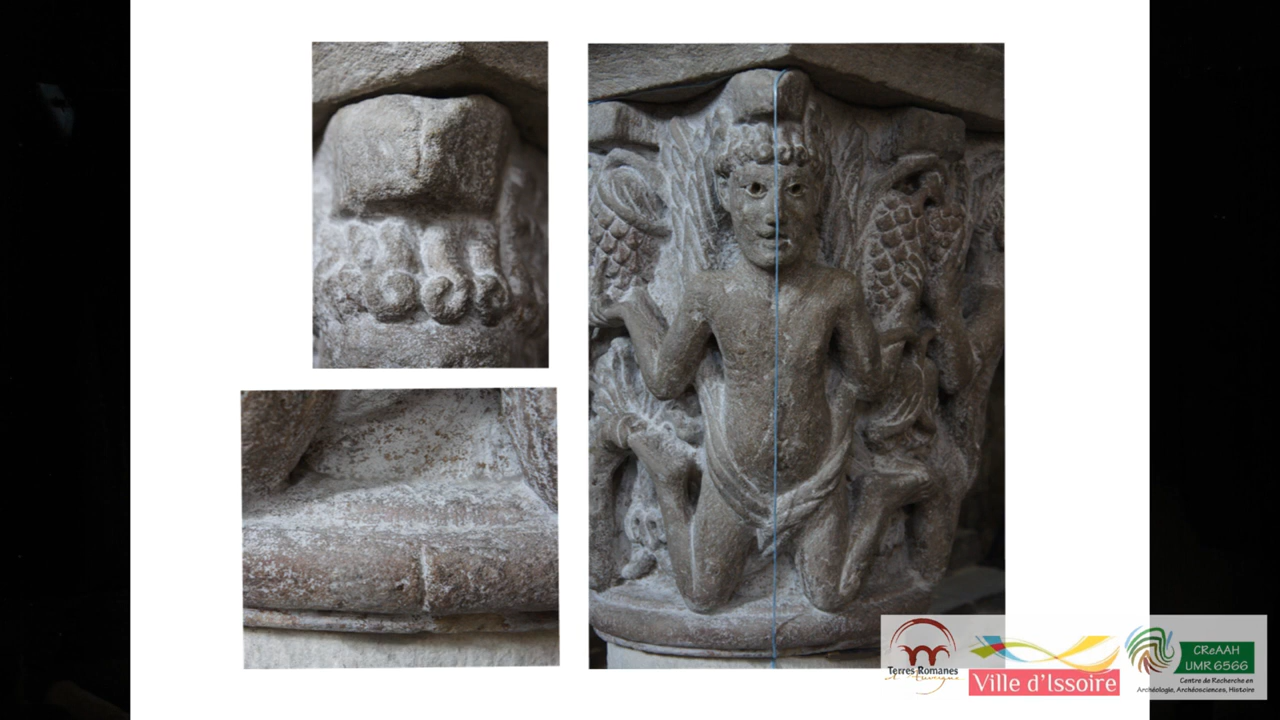 Terres Romanes
d'Auvergne
Ville d'Issoire
CReAAH
UMR 6566
Centre de Recherche en
Archéologie, Archéosciences, Histoire